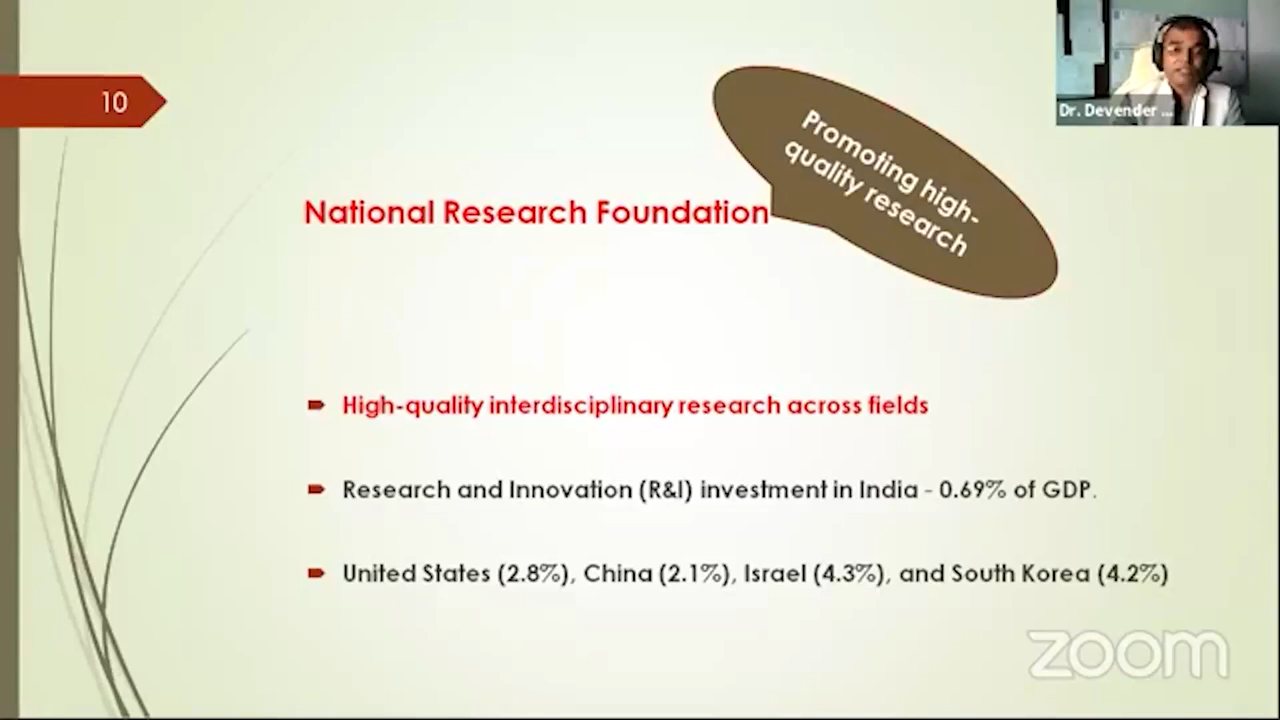 10
Dr. Devender ...
Promoting high-
quality research
National Research Foundation
High-quality interdisciplinary research across fields
Research and Innovation (R&I) investment in India - 0.69% of GDP.
United States (2.8%), China (2.1%), Israel (4.3%), and South Korea (4.2%)
zoom